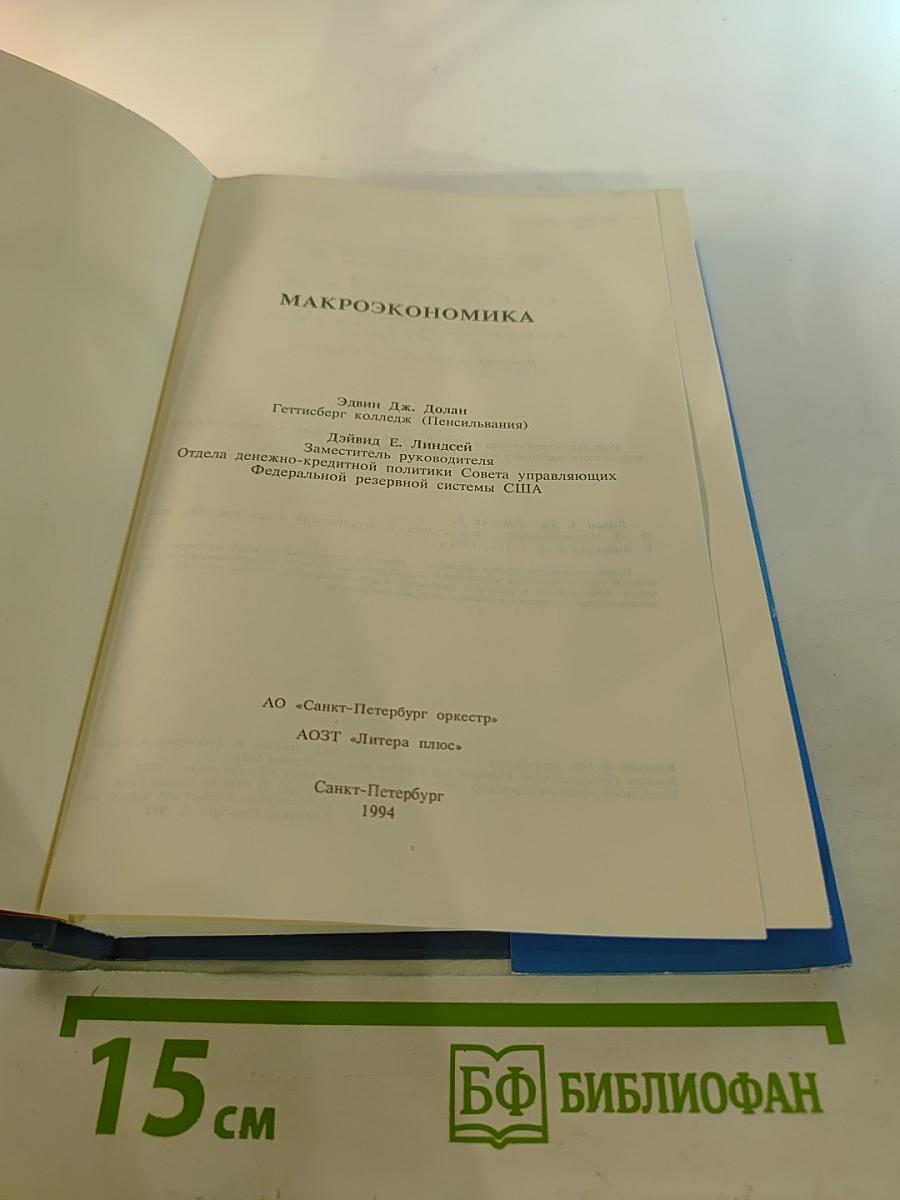 МАКРОЭКОНОМИКА
Эдвин Дж. Долан
Геттисберг колледж (Пенсильвания)
Дэйвид Е. Линдсей
Заместитель руководителя
Отдела денежно-кредитной политики Совета управляющих
Федеральной резервной системы США
АО «Санкт-Петербург оркестр»
АОЗТ «Литера плюс»
Санкт-Петербург
1994
15 см
БФ БИБЛИОФАН